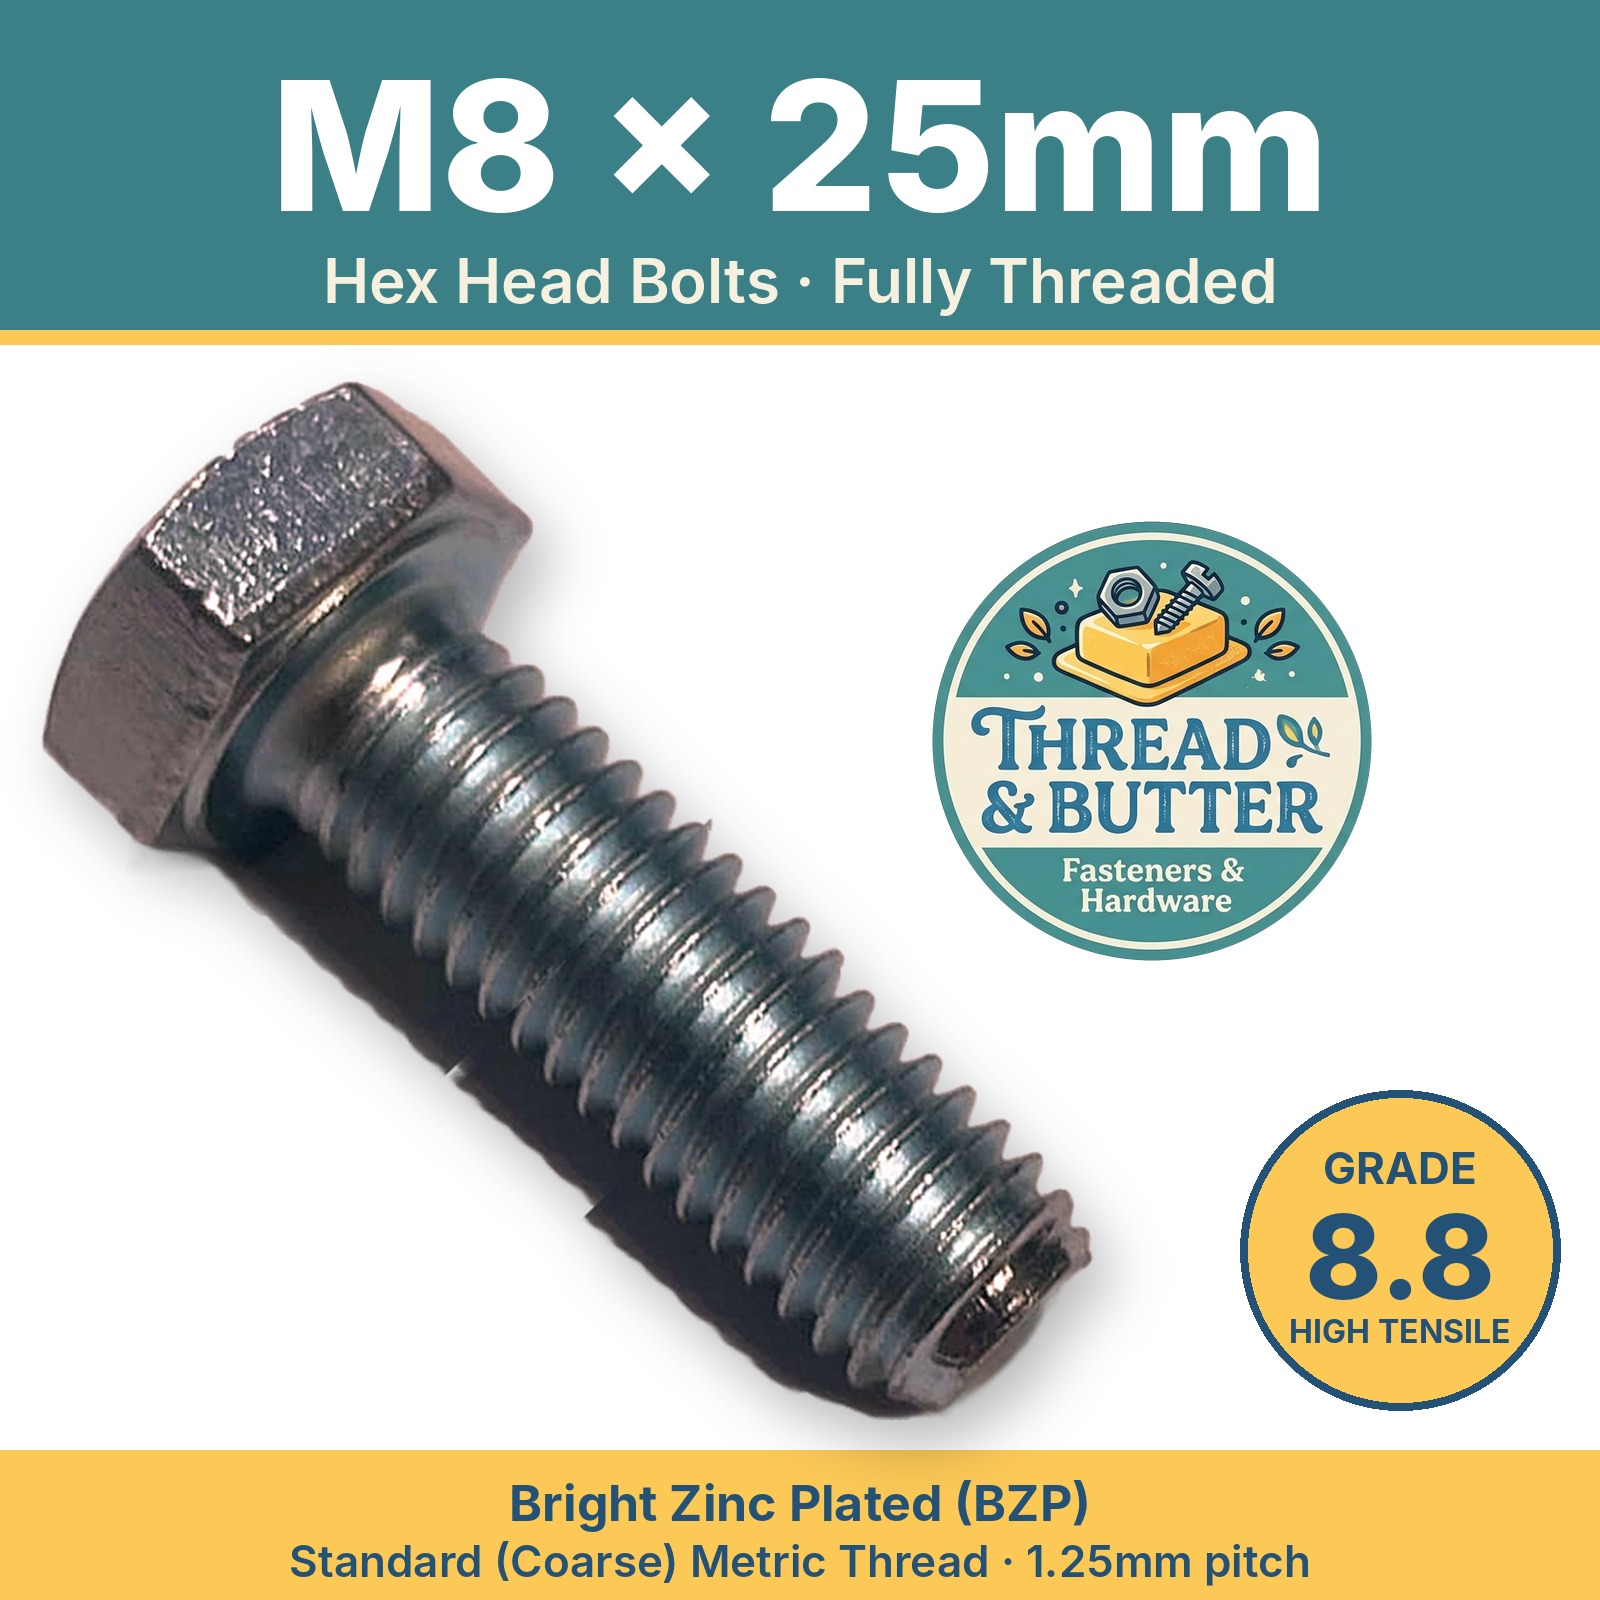 M8 × 25mm
Hex Head Bolts · Fully Threaded
THREAD
& BUTTER
Fasteners &
Hardware
GRADE
8.8
HIGH TENSILE
Bright Zinc Plated (BZP)
Standard (Coarse) Metric Thread · 1.25mm pitch